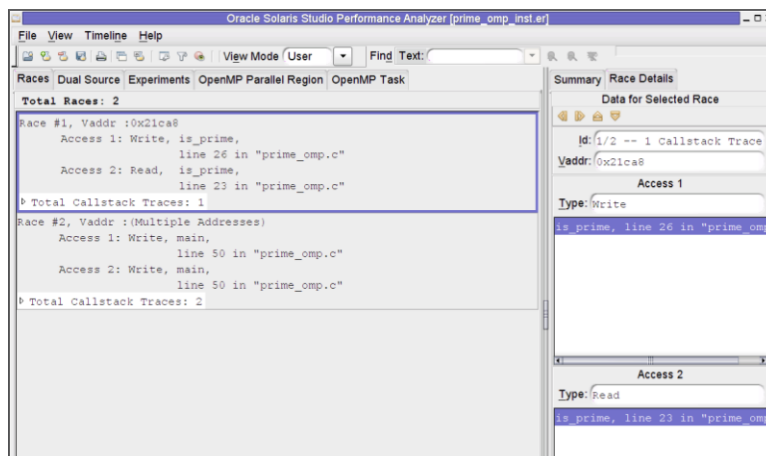 Oracle Solaris Studio Performance Analyzer [prime_omp_inst.er]
File View Timeline Help
View Mode User Find Text:
Races Dual Source Experiments OpenMP Parallel Region OpenMP Task
Total Races: 2
Race #1, Vaddr :0x21ca8
Access 1: Write, is_prime,
line 26 in "prime_omp.c"
Access 2: Read, is_prime,
line 23 in "prime_omp.c"
Total Callstack Traces: 1
Race #2, Vaddr :(Multiple Addresses)
Access 1: Write, main,
line 50 in "prime_omp.c"
Access 2: Write, main,
line 50 in "prime_omp.c"
Total Callstack Traces: 2
Summary Race Details
Data for Selected Race
Id: 1/2 -- 1 Callstack Trace
Vaddr: 0x21ca8
Access 1
Type: Write
is_prime, line 26 in "prime_omp
Access 2
Type: Read
is_prime, line 23 in "prime_omp